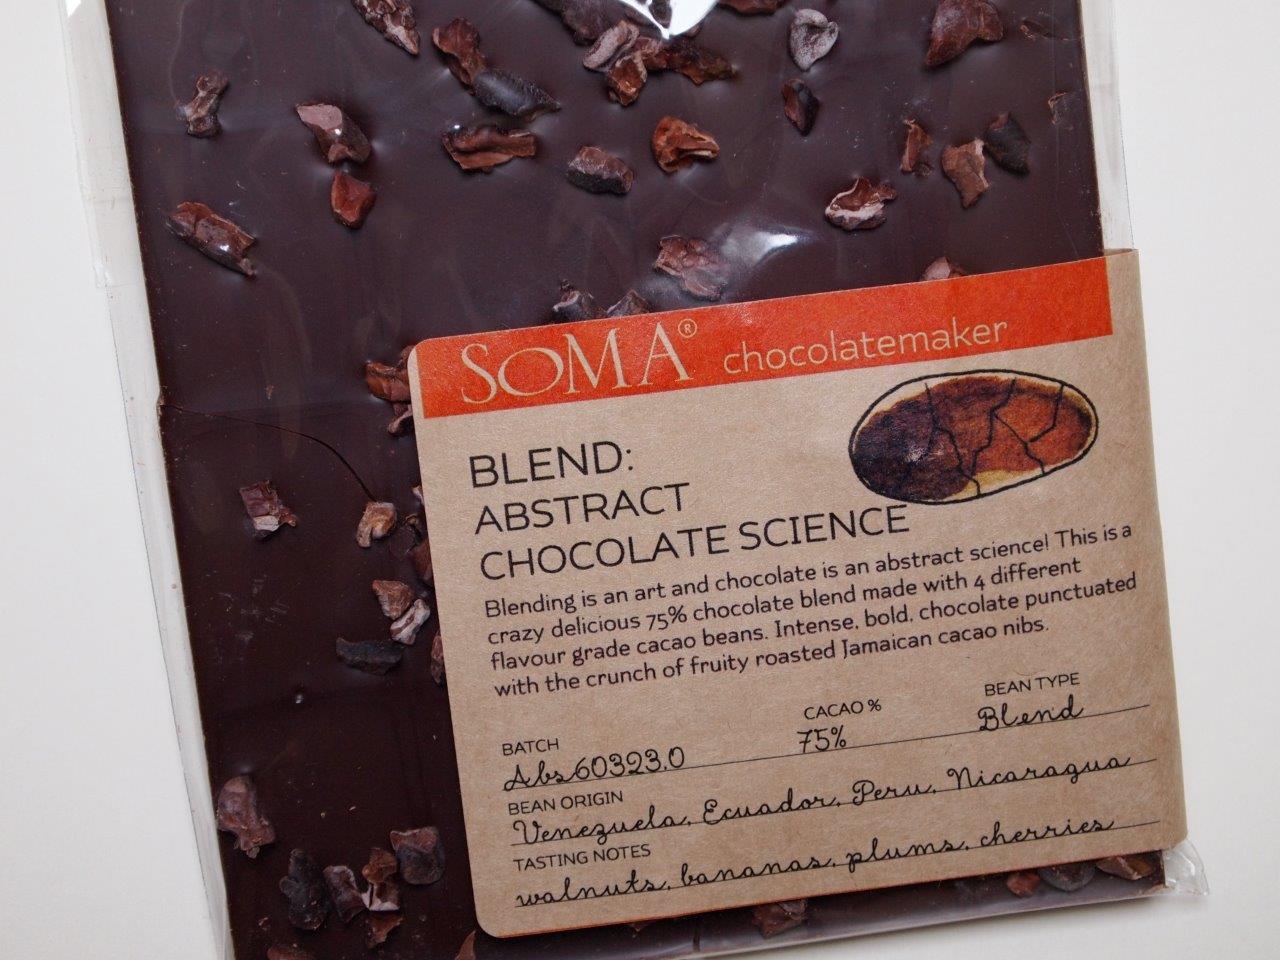 SOMA® chocolatemaker
BLEND:
ABSTRACT
CHOCOLATE SCIENCE
Blending is an art and chocolate is an abstract science! This is a
crazy delicious 75% chocolate blend made with 4 different
flavour grade cacao beans. Intense, bold, chocolate punctuated
with the crunch of fruity roasted Jamaican cacao nibs.
BATCH CACAO % BEAN TYPE
Abs60323.0 75% Blend
BEAN ORIGIN
Venezuela, Ecuador, Peru, Nicaragua
TASTING NOTES
walnuts, bananas, plums, cherries